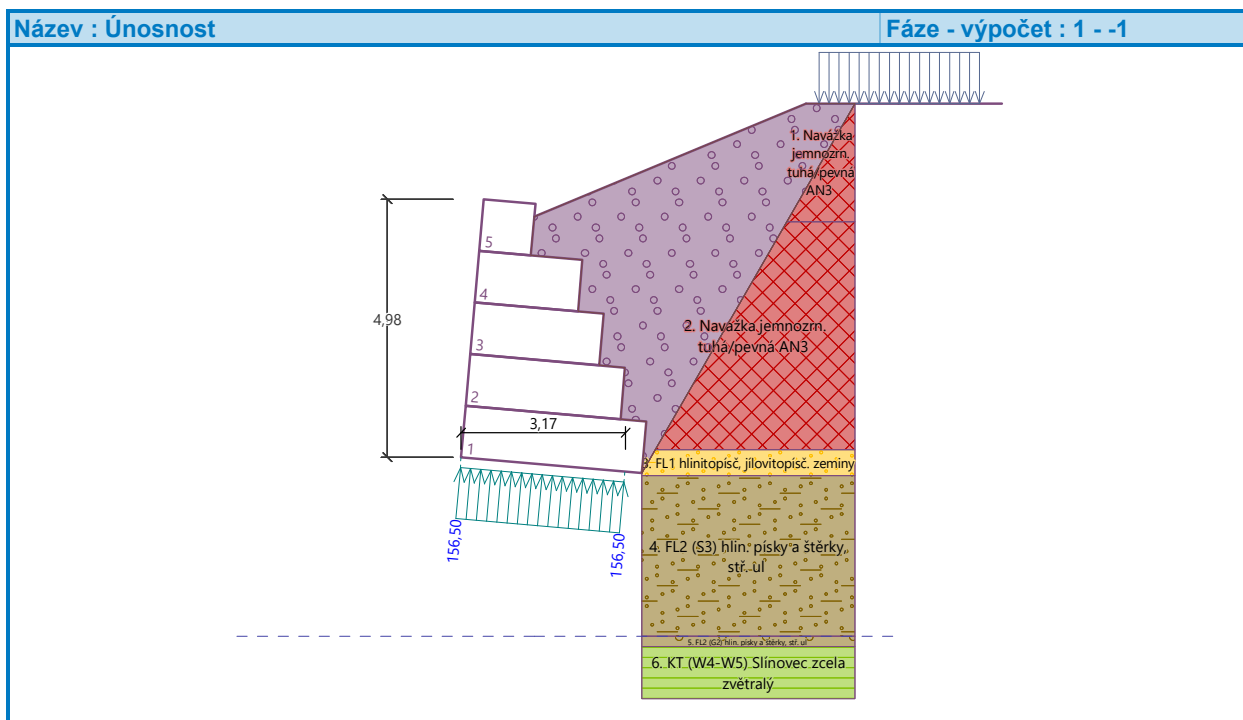 Název : Únosnost
Fáze - výpočet : 1 - -1
1. Navážka
jemnozrn.
tuhá/pevná
AN3
5
4
4,98
2. Navážka jemnozrn.
tuhá/pevná AN3
3
2
3,17
1
3. FL1 hlinitopísč, jílovitopísč. zeminy
156,50
156,50
4. FL2 (S3) hlin. písky a štěrky,
stř. ul
5. FL2 (G2) hlin. písky a štěrky, stř. ul
6. KT (W4-W5) Slínovec zcela
zvětralý